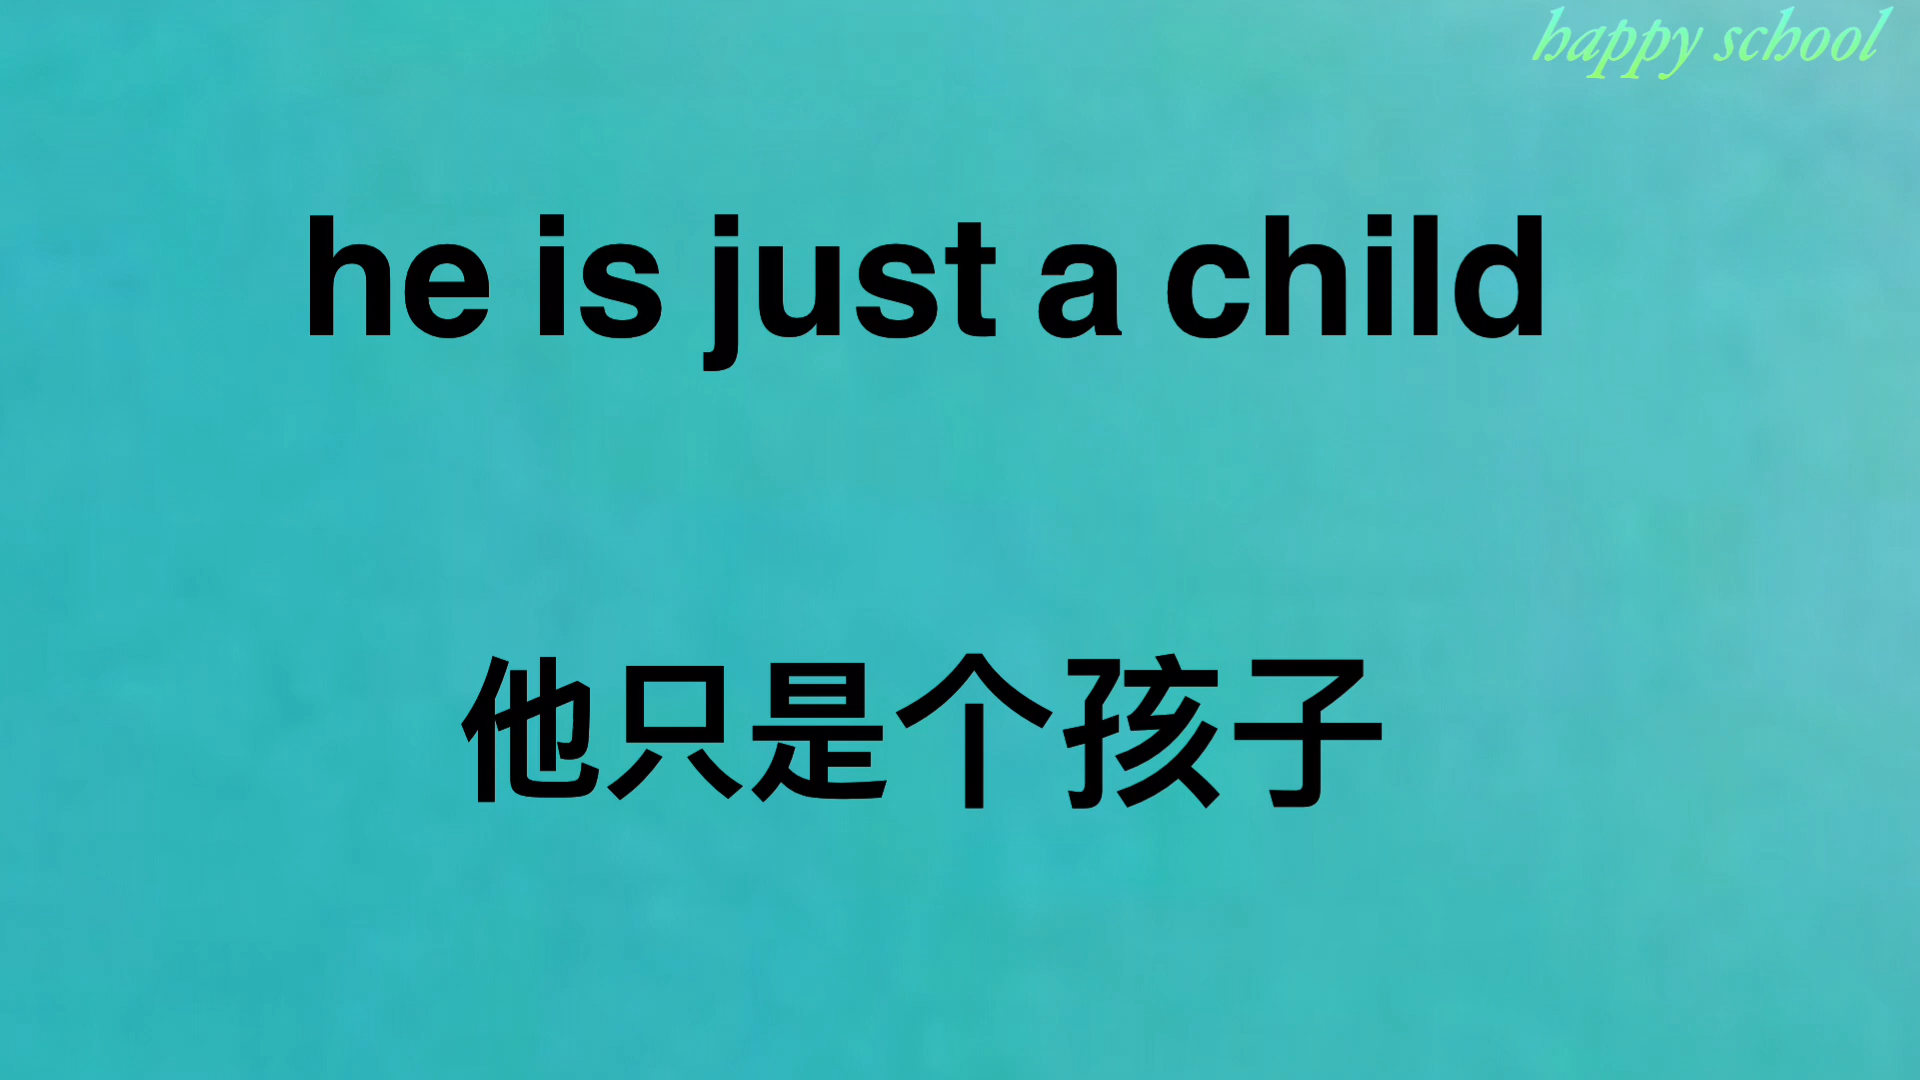 happy school
he is just a child
他只是个孩子